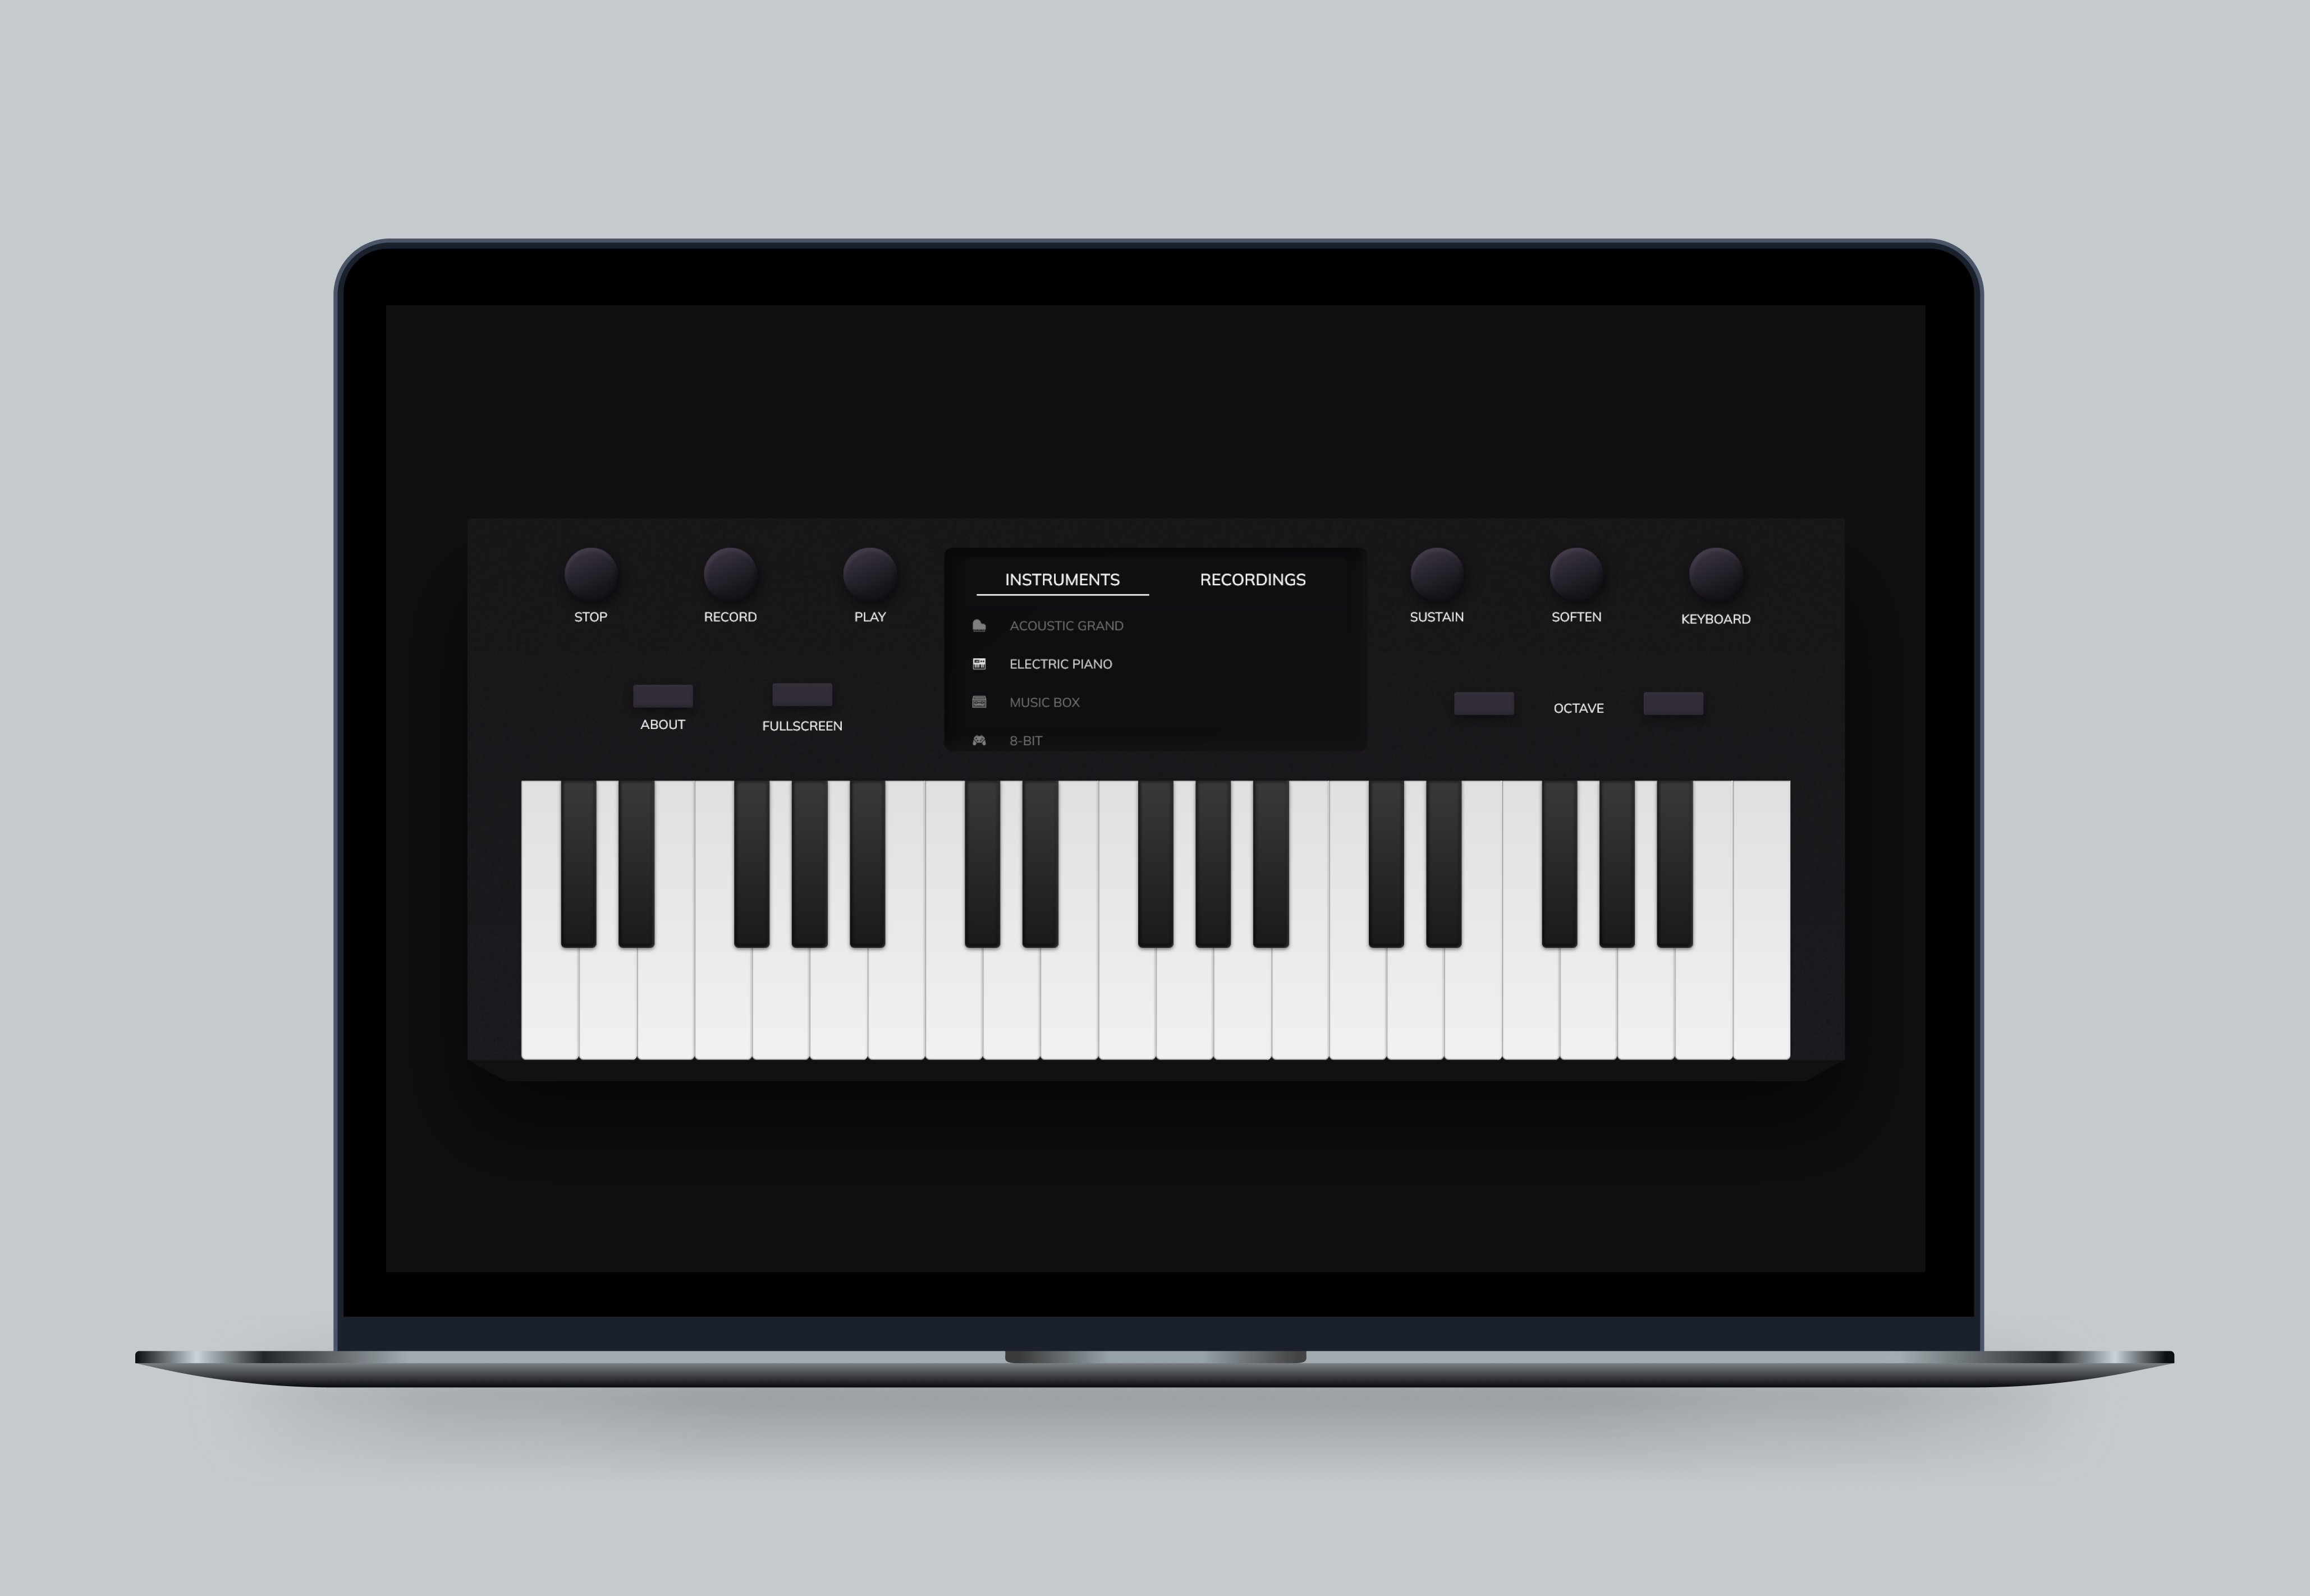 STOP
RECORD
PLAY
INSTRUMENTS
RECORDINGS
ACOUSTIC GRAND
ELECTRIC PIANO
MUSIC BOX
8-BIT
SUSTAIN
SOFTEN
KEYBOARD
ABOUT
FULLSCREEN
OCTAVE